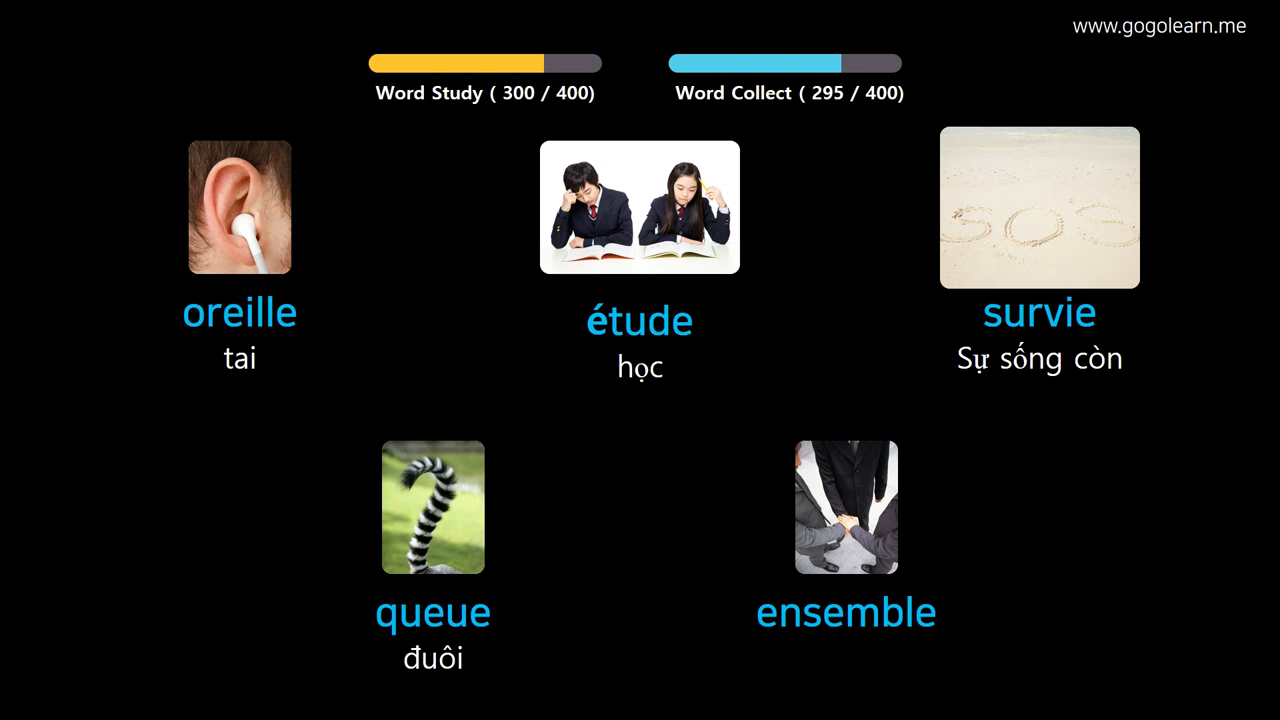 www.gogolearn.me
Word Study ( 300 / 400)
Word Collect ( 295 / 400)
SOS
oreille
tai
étude
học
survie
Sự sống còn
queue
đuôi
ensemble